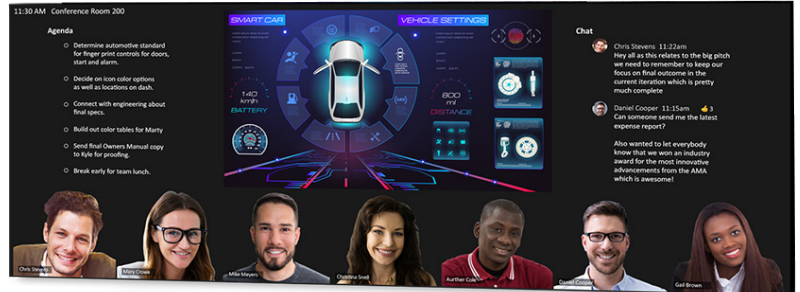 11:30 AM Conference Room 200
Agenda
Determine automotive standard
for finger print controls for doors,
start and alarm.
Decide on icon color options
as well as locations on dash.
Connect with engineering about
final specs.
Build out color tables for Marty
Send final Owners Manual copy
to Kyle for proofing.
Break early for team lunch.
SMART CAR
VEHICLE SETTINGS
140
km/h
BATTERY
800
ml
DISTANCE
Chat
Chris Stevens 11:22am
Hey all as this relates to the big pitch
we need to remember to keep our
focus on final outcome in the
current iteration which is pretty
much complete
Daniel Cooper 11:15am 👍 3
Can someone send me the latest
expense report?
Also wanted to let everybody
know that we won an industry
award for the most innovative
advancements from the AMA
which is awesome!
Chris Stevens
Mary Crowe
Mike Meyers
Christina Snell
Aurther Cole
Daniel Cooper
Gail Brown